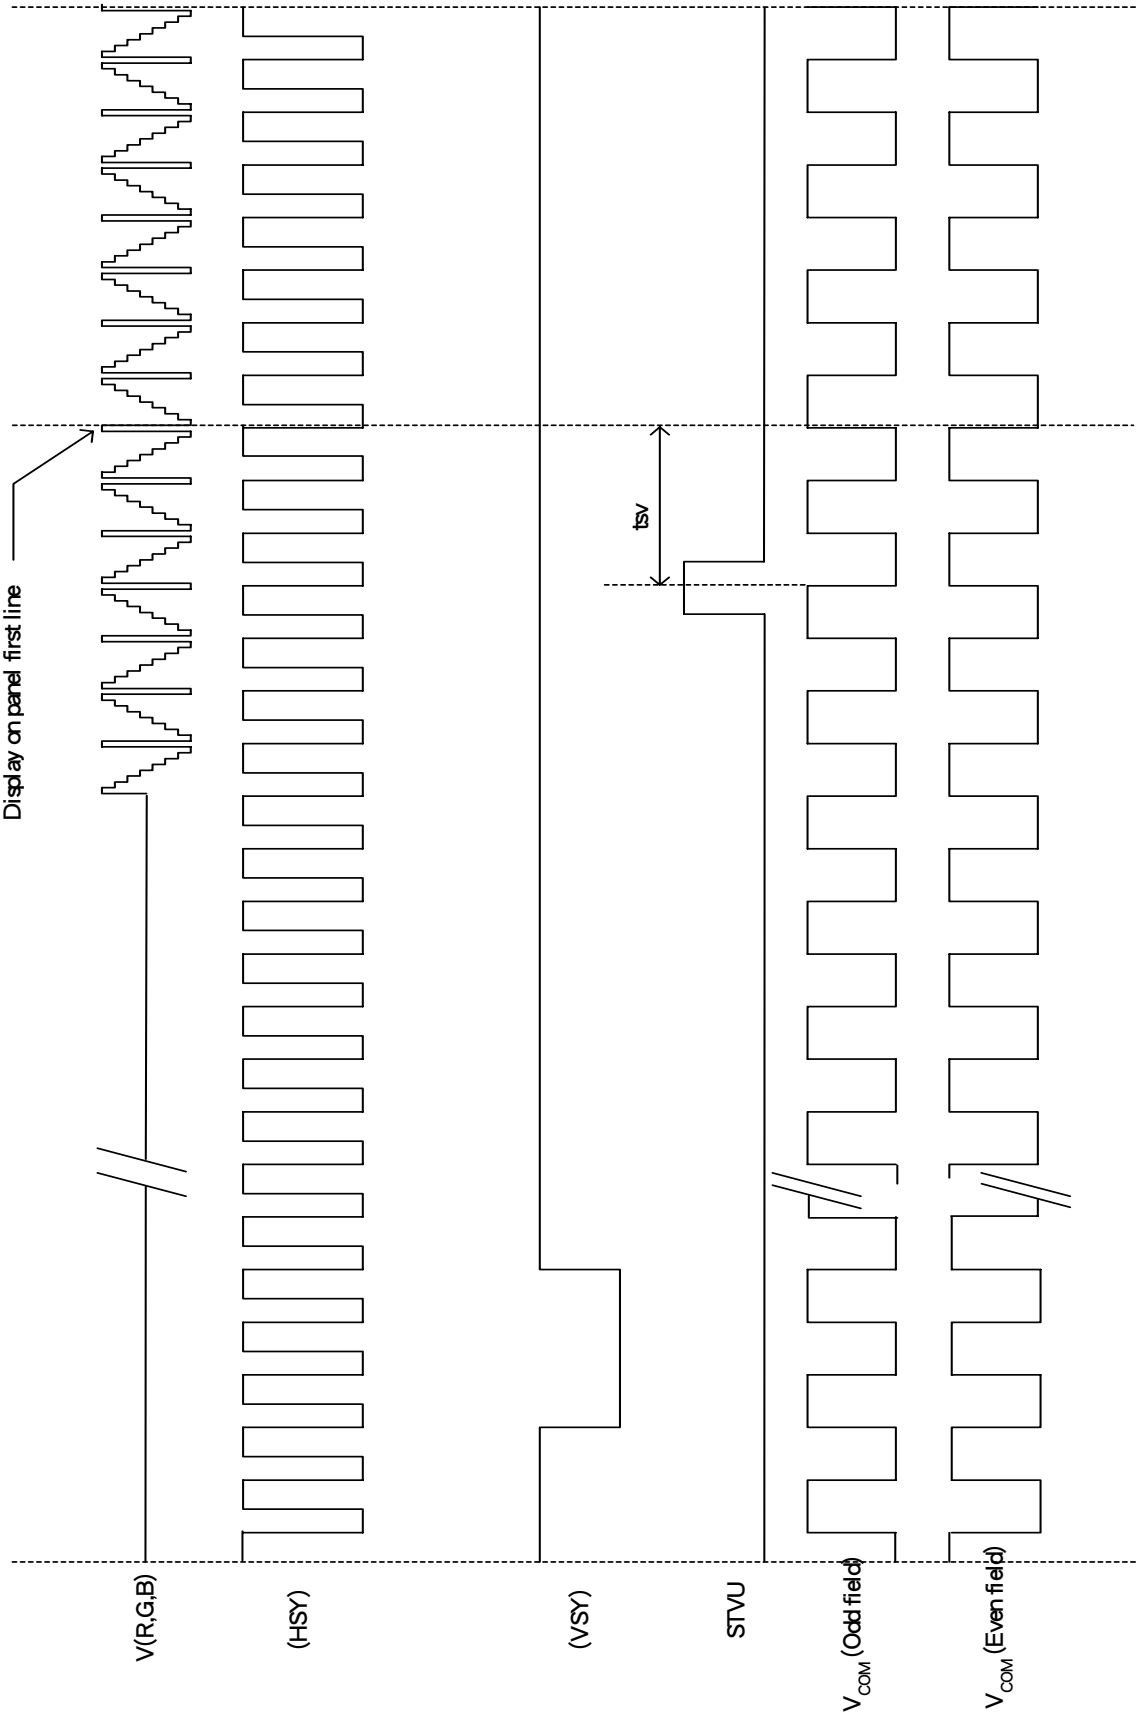 Display on panel first line
tsv
V(R,G,B)
(HSY)
(VSY)
STVU
VCOM (Odd field)
VCOM (Even field)